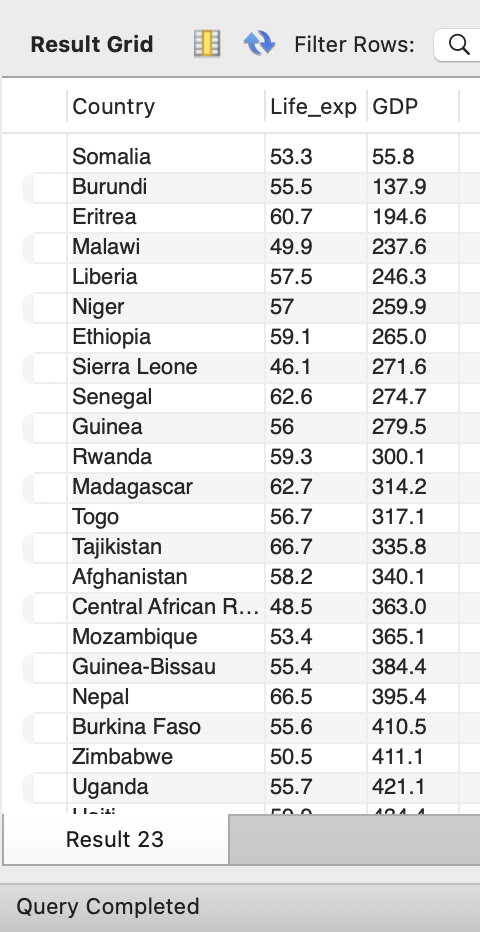 Result Grid Filter Rows:
Country Life_exp GDP
Somalia 53.3 55.8
Burundi 55.5 137.9
Eritrea 60.7 194.6
Malawi 49.9 237.6
Liberia 57.5 246.3
Niger 57 259.9
Ethiopia 59.1 265.0
Sierra Leone 46.1 271.6
Senegal 62.6 274.7
Guinea 56 279.5
Rwanda 59.3 300.1
Madagascar 62.7 314.2
Togo 56.7 317.1
Tajikistan 66.7 335.8
Afghanistan 58.2 340.1
Central African R... 48.5 363.0
Mozambique 53.4 365.1
Guinea-Bissau 55.4 384.4
Nepal 66.5 395.4
Burkina Faso 55.6 410.5
Zimbabwe 50.5 411.1
Uganda 55.7 421.1
Result 23
Query Completed